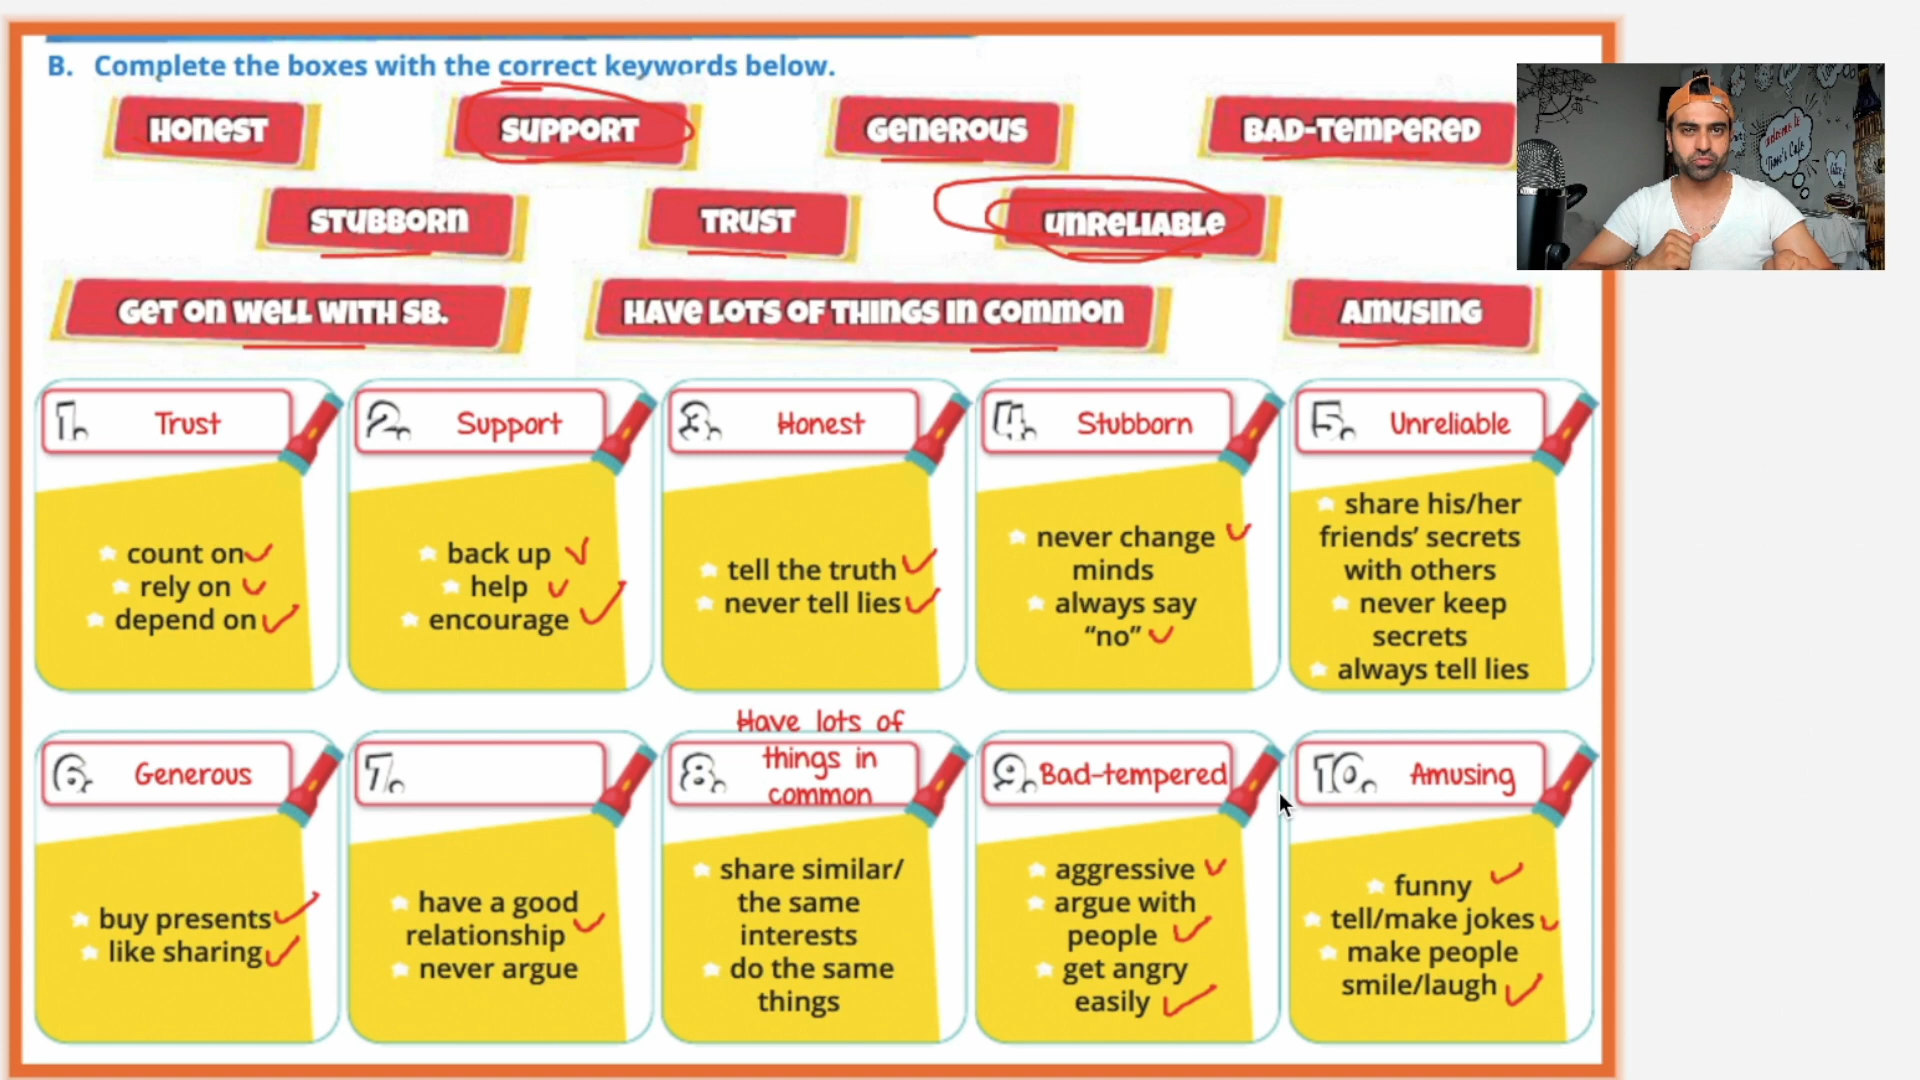 B. Complete the boxes with the correct keywords below.
HONEST
SUPPORT
GENEROUS
BAD-TEMPERED
STUBBORN
TRUST
UNRELIABLE
GET ON WELL WITH SB.
HAVE LOTS OF THINGS IN COMMON
AMUSING
1. Trust
count on
rely on
depend on
2. Support
back up
help
encourage
3. Honest
tell the truth
never tell lies
4. Stubborn
never change
minds
always say
“no”
5. Unreliable
share his/her
friends’ secrets
with others
never keep
secrets
always tell lies
6. Generous
buy presents
like sharing
7.
have a good
relationship
never argue
Have lots of
8. things in
common
share similar/
the same
interests
do the same
things
9. Bad-tempered
aggressive
argue with
people
get angry
easily
10. Amusing
funny
tell/make jokes
make people
smile/laugh